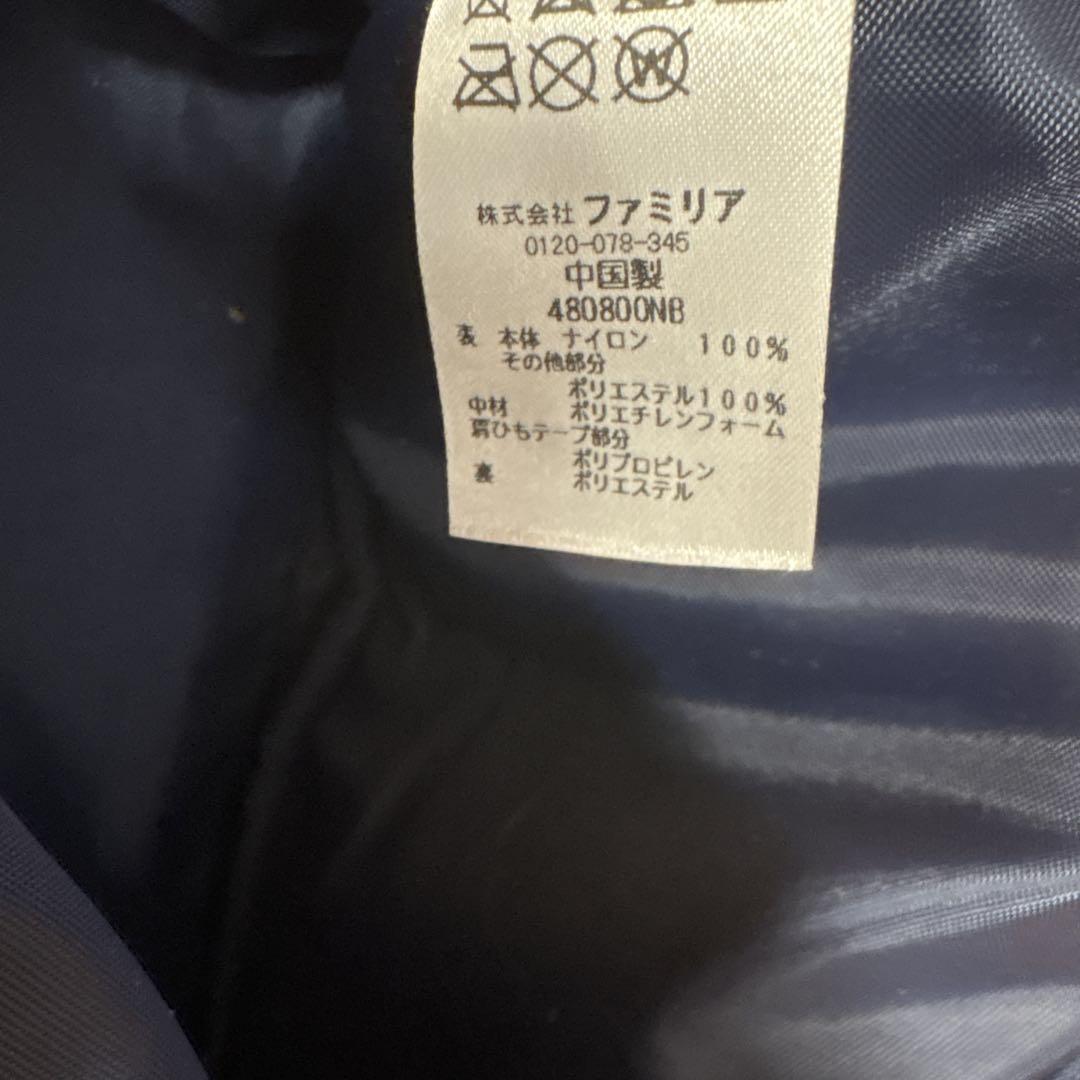 株式会社 ファミリア
0120-078-345
中国製
480800NB
表 本体 ナイロン 100%
その他部分
ポリエステル100%
中材 ポリエチレンフォーム
肩ひもテープ部分
ポリプロピレン
裏 ポリエステル